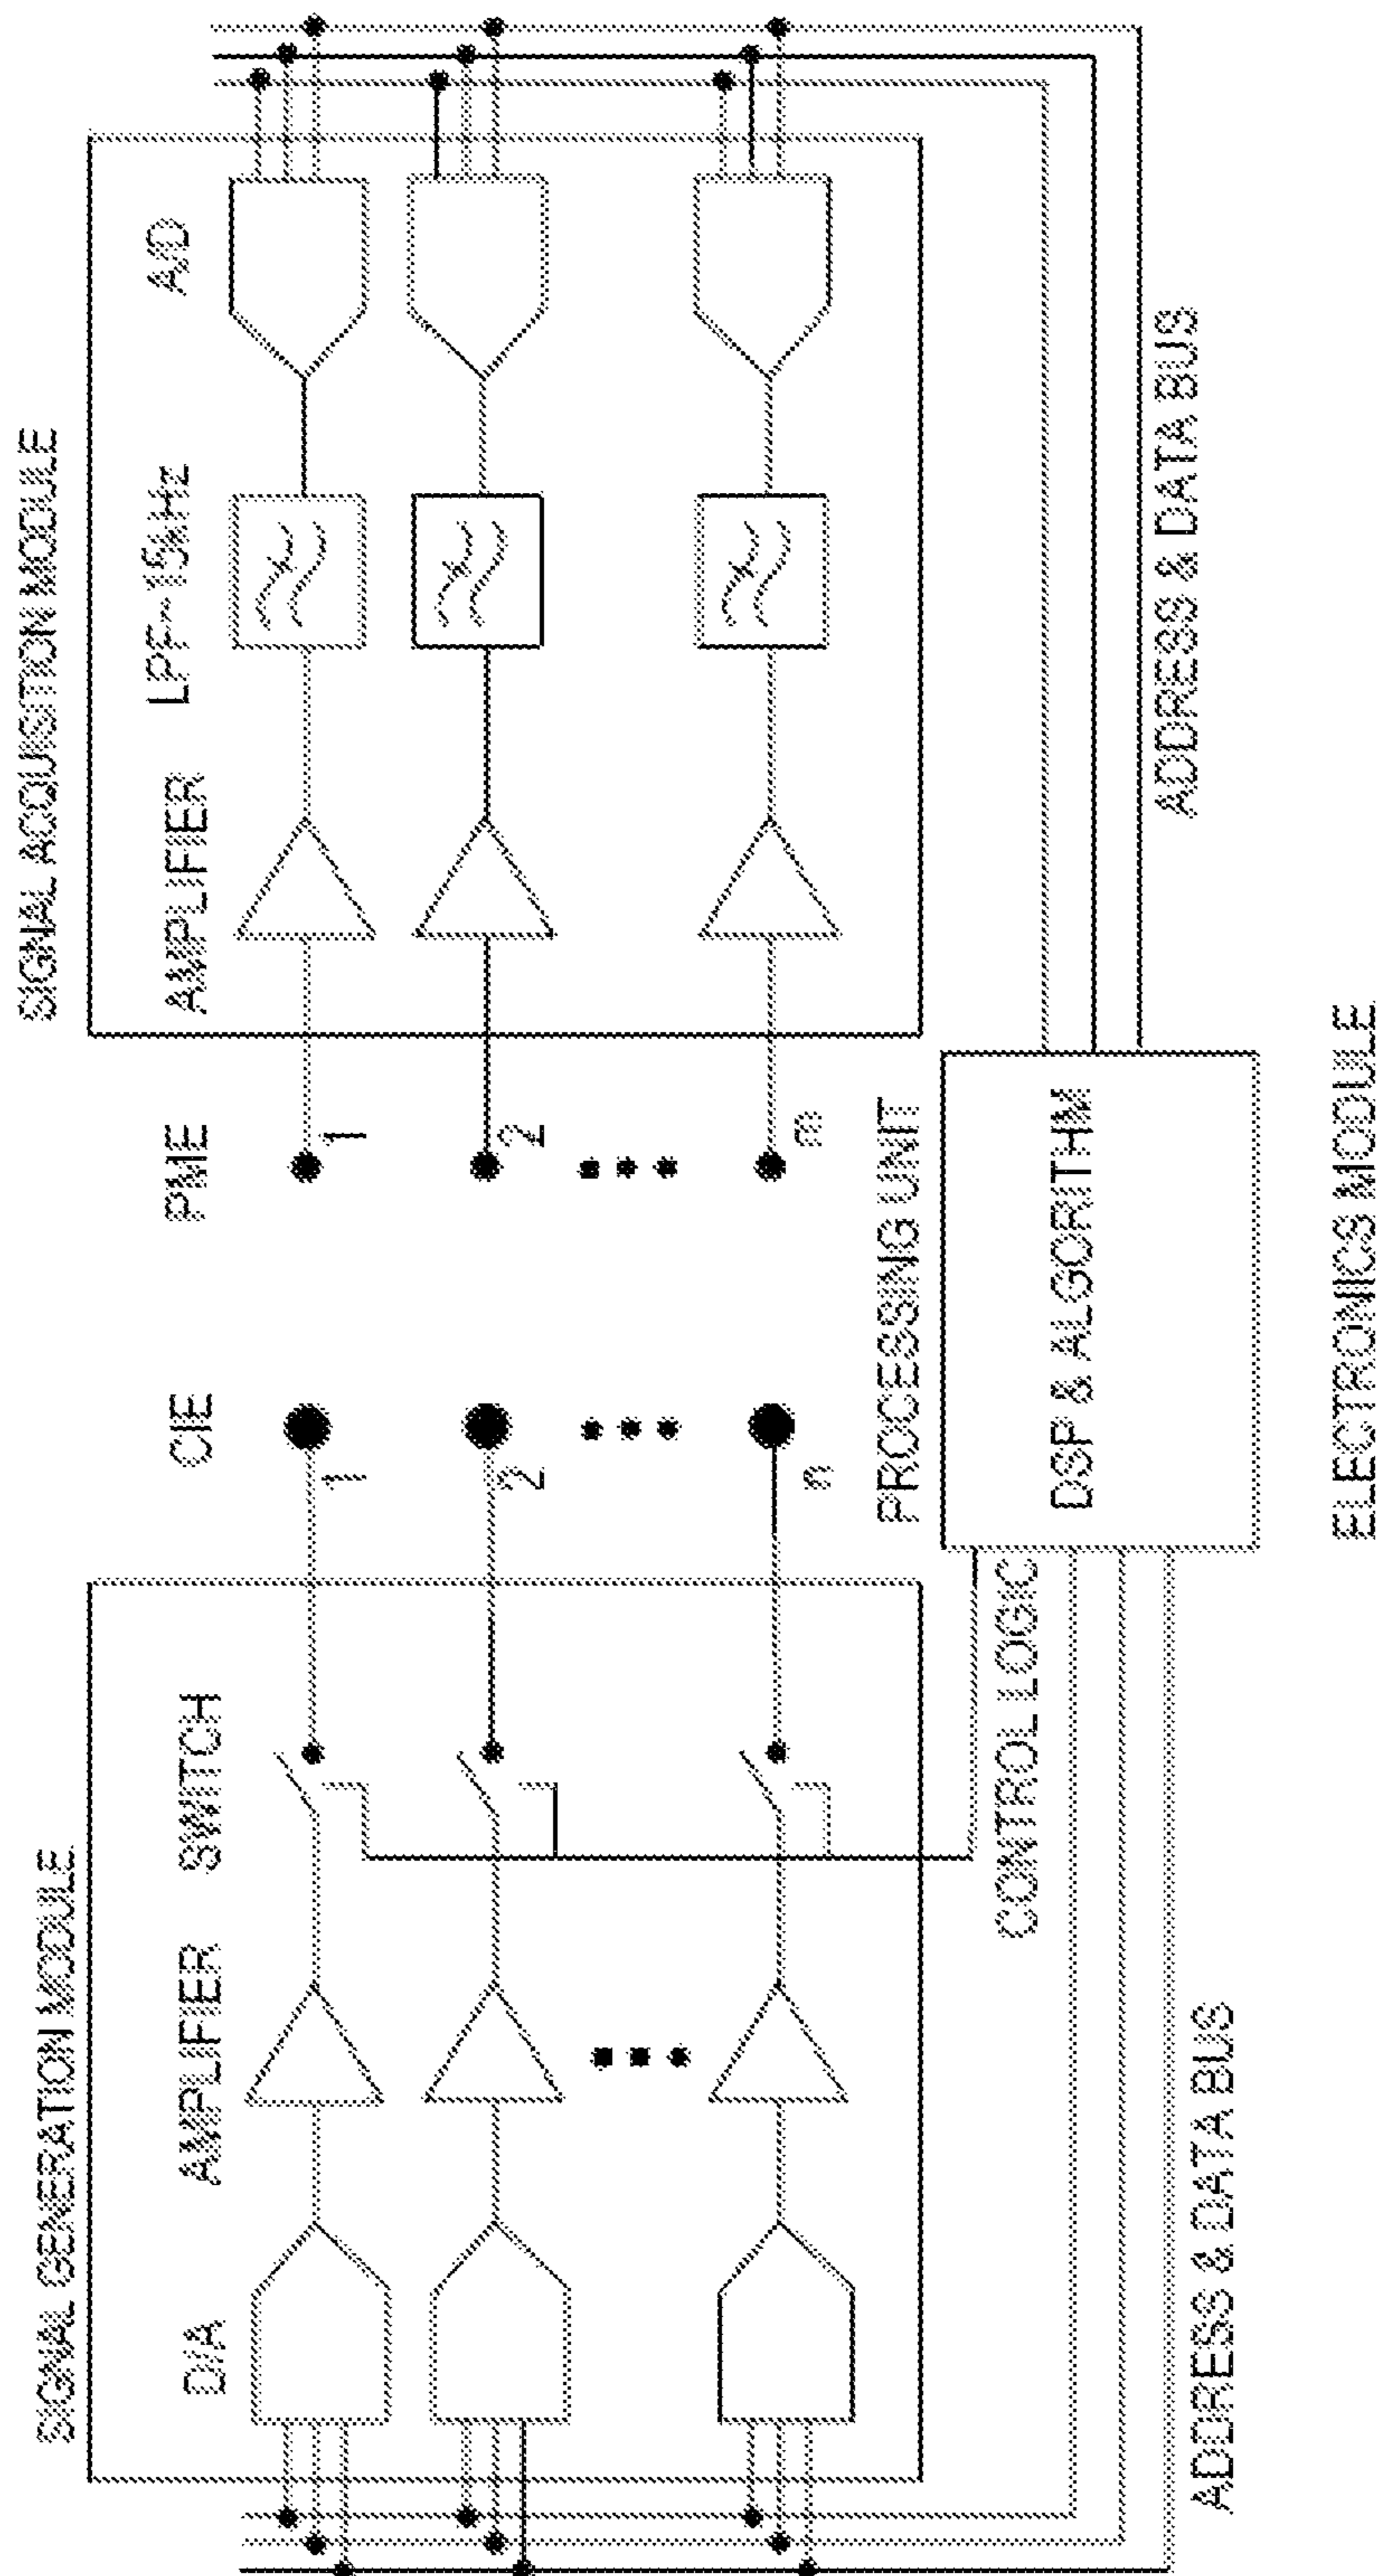 SIGNAL GENERATION MODULE
SIGNAL ACQUISITION MODULE
D/A
AMPLIFIER
SWITCH
CIE
PME
AMPLIFIER
LPF~15kHz
A/D
1
1
2
2
n
m
PROCESSING UNIT
CONTROL LOGIC
DSP & ALGORITHM
ADDRESS & DATA BUS
ADDRESS & DATA BUS
ELECTRONICS MODULE